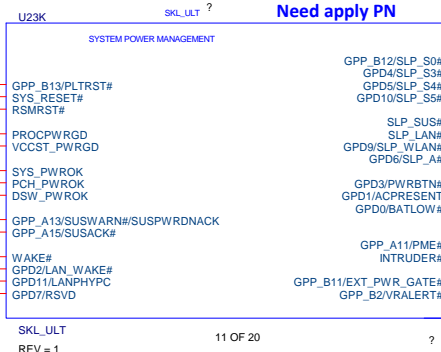 U23K
SKL_ULT
?
Need apply PN
SYSTEM POWER MANAGEMENT
GPP_B13/PLTRST#
SYS_RESET#
RSMRST#
PROCPWRGD
VCCST_PWRGD
SYS_PWROK
PCH_PWROK
DSW_PWROK
GPP_A13/SUSWARN#/SUSPWRDNACK
GPP_A15/SUSACK#
WAKE#
GPD2/LAN_WAKE#
GPD11/LANPHYPC
GPD7/RSVD
GPP_B12/SLP_S0#
GPD4/SLP_S3#
GPD5/SLP_S4#
GPD10/SLP_S5#
SLP_SUS#
SLP_LAN#
GPD9/SLP_WLAN#
GPD6/SLP_A#
GPD3/PWRBTN#
GPD1/ACPRESENT
GPD0/BATLOW#
GPP_A11/PME#
INTRUDER#
GPP_B11/EXT_PWR_GATE#
GPP_B2/VRALERT#
SKL_ULT
REV = 1
11 OF 20
?